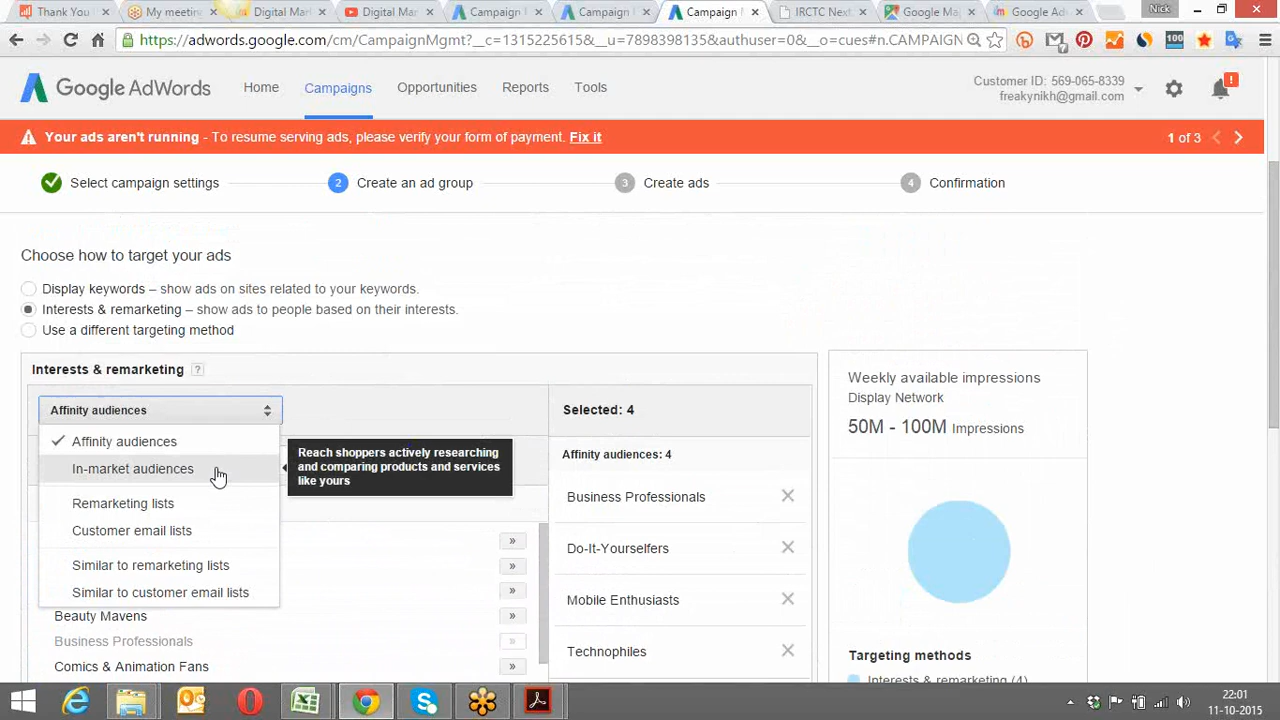 Thank You
My meetin
Digital Mark
Digital Mar
Campaign
Campaign
Campaign
IRCTC Next
Google Ma
Google Ad
Nick
https://adwords.google.com/cm/CampaignMgmt?__c=1315225615&__u=7898398135&authuser=0&__o=cues#n.CAMPAIGN
100
7
Google AdWords
Home
Campaigns
Opportunities
Reports
Tools
Customer ID: 569-065-8339
freakynikh@gmail.com
!
Your ads aren't running - To resume serving ads, please verify your form of payment. Fix it
1 of 3
Select campaign settings
2 Create an ad group
3 Create ads
4 Confirmation
Choose how to target your ads
Display keywords – show ads on sites related to your keywords.
Interests & remarketing – show ads to people based on their interests.
Use a different targeting method
Interests & remarketing ?
Affinity audiences
Affinity audiences
In-market audiences
Remarketing lists
Customer email lists
Similar to remarketing lists
Similar to customer email lists
Reach shoppers actively researching
and comparing products and services
like yours
»
»
»
Beauty Mavens »
Business Professionals »
Comics & Animation Fans »
Selected: 4
Affinity audiences: 4
Business Professionals
Do-It-Yourselfers
Mobile Enthusiasts
Technophiles
Weekly available impressions
Display Network
50M - 100M Impressions
Targeting methods
Interests & remarketing (4)
22:01
11-10-2015